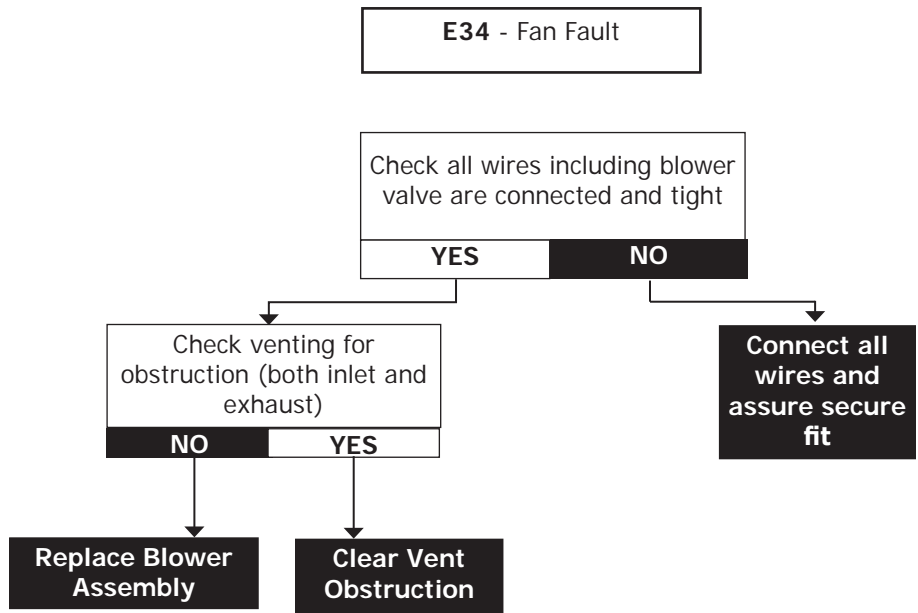 E34 - Fan Fault
Check all wires including blower
valve are connected and tight
YES
NO
Check venting for
obstruction (both inlet and
exhaust)
NO
YES
Connect all
wires and
assure secure
fit
Replace Blower
Assembly
Clear Vent
Obstruction